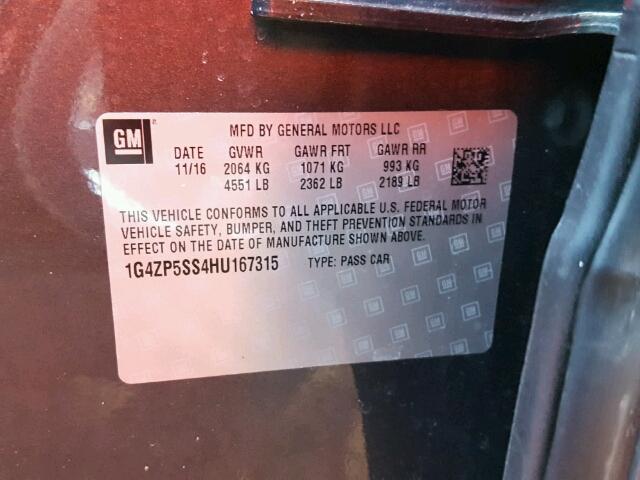 GM MFD BY GENERAL MOTORS LLC
DATE GVWR GAWR FRT GAWR RR
11/16 2064 KG 1071 KG 993 KG
4551 LB 2362 LB 2189 LB
THIS VEHICLE CONFORMS TO ALL APPLICABLE U.S. FEDERAL MOTOR
VEHICLE SAFETY, BUMPER, AND THEFT PREVENTION STANDARDS IN
EFFECT ON THE DATE OF MANUFACTURE SHOWN ABOVE.
1G4ZP5SS4HU167315 TYPE: PASS CAR